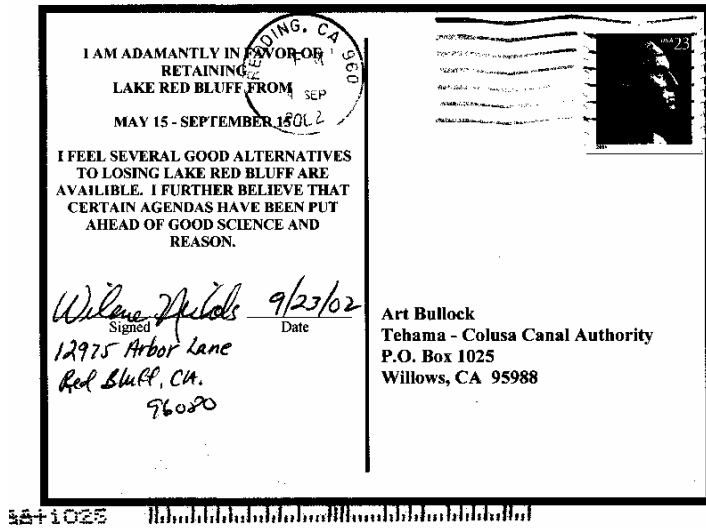 I AM ADAMANTLY IN FAVOR OF
RETAINING
LAKE RED BLUFF FROM
MAY 15 - SEPTEMBER 15
I FEEL SEVERAL GOOD ALTERNATIVES
TO LOSING LAKE RED BLUFF ARE
AVAILIBLE. I FURTHER BELIEVE THAT
CERTAIN AGENDAS HAVE BEEN PUT
AHEAD OF GOOD SCIENCE AND
REASON.
9/23/02
Signed Date
12975 Arbor Lane
Red Bluff, CA.
96080
REDDING, CA 960
SEP
2002
USA 23
Art Bullock
Tehama - Colusa Canal Authority
P.O. Box 1025
Willows, CA 95988